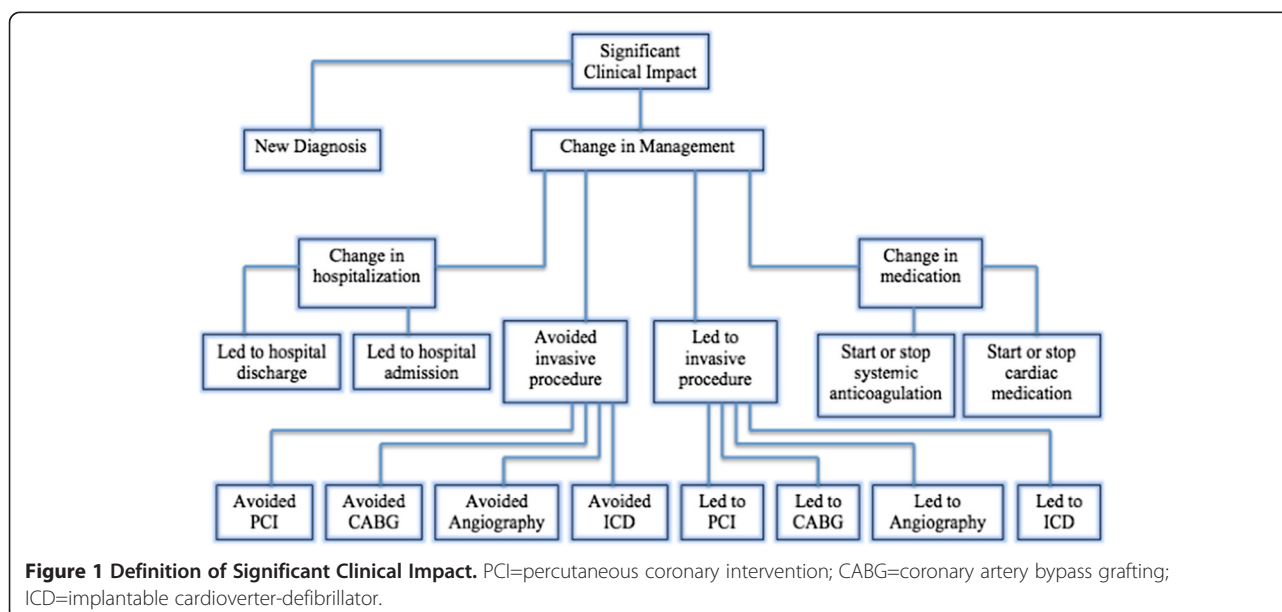 Significant
Clinical Impact
New Diagnosis
Change in Management
Change in
hospitalization
Change in
medication
Led to hospital
discharge
Led to hospital
admission
Avoided
invasive
procedure
Led to
invasive
procedure
Start or stop
systemic
anticoagulation
Start or stop
cardiac
medication
Avoided
PCI
Avoided
CABG
Avoided
Angiography
Avoided
ICD
Led to
PCI
Led to
CABG
Led to
Angiography
Led to
ICD
Figure 1 Definition of Significant Clinical Impact. PCI=percutaneous coronary intervention; CABG=coronary artery bypass grafting;
ICD=implantable cardioverter-defibrillator.